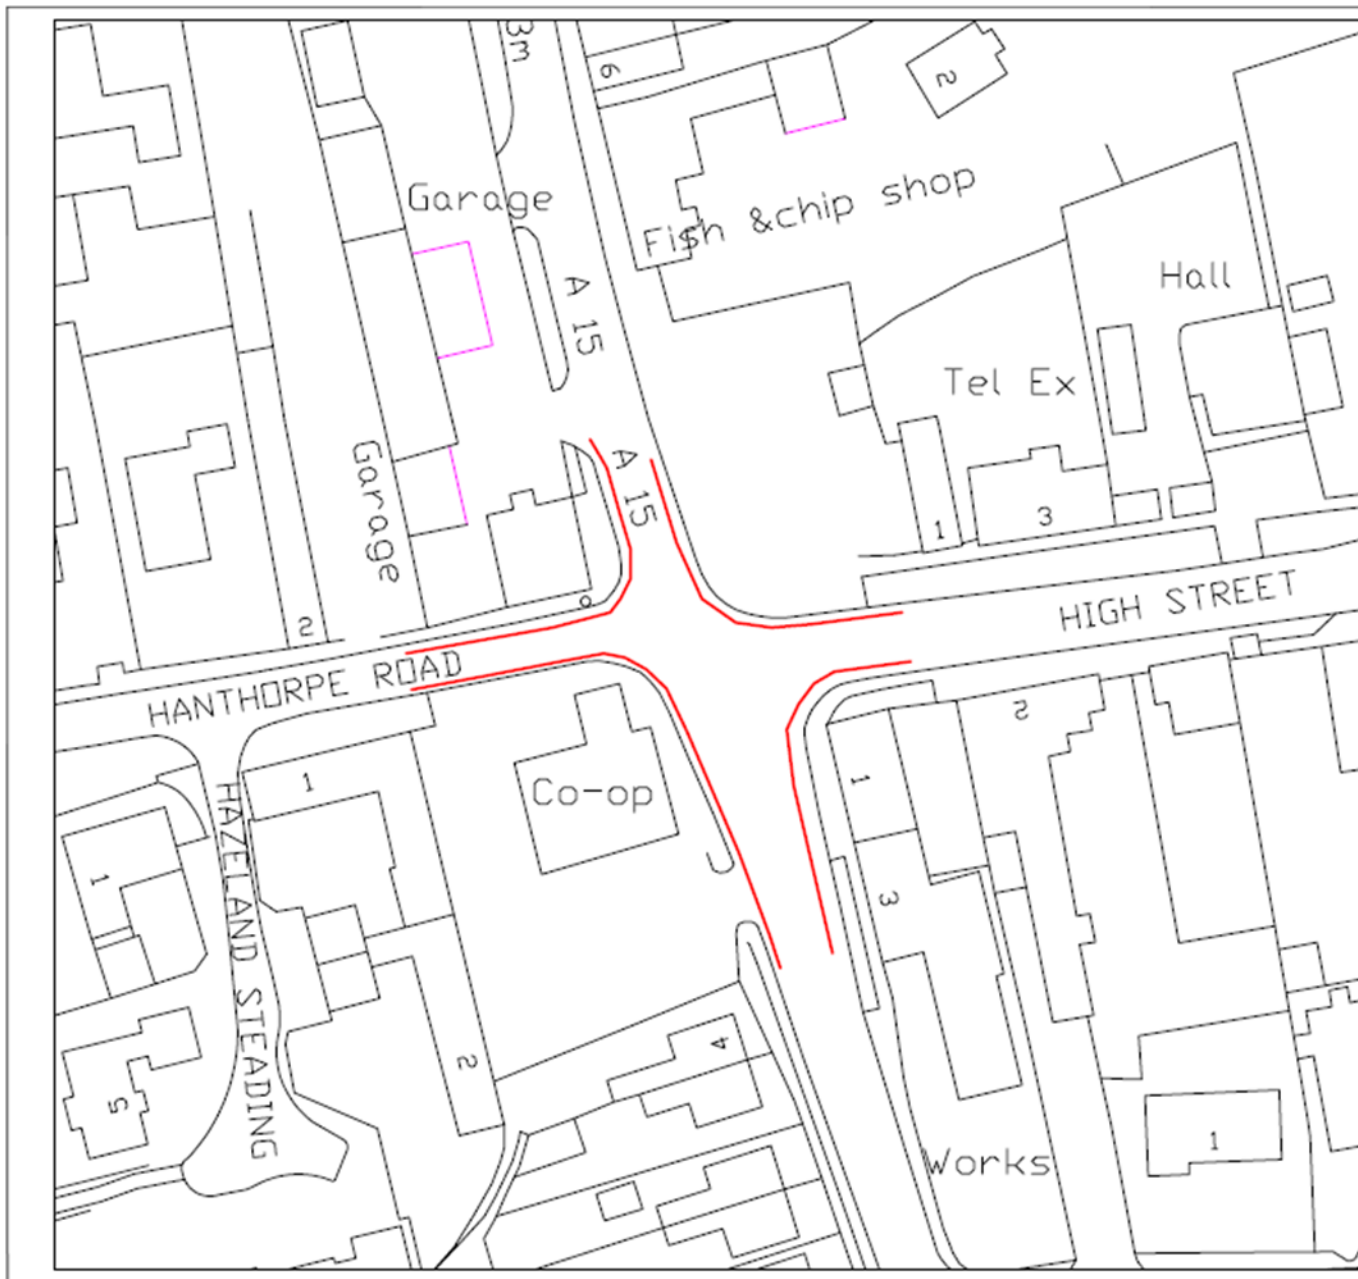 3m
6
2
Garage
Fish &chip shop
A 15
Hall
Tel Ex
Garage
A 15
1
3
HIGH STREET
2
HANTHORPE ROAD
2
1
Co-op
1
HAZELAND STEADING
1
3
4
2
5
Works
1